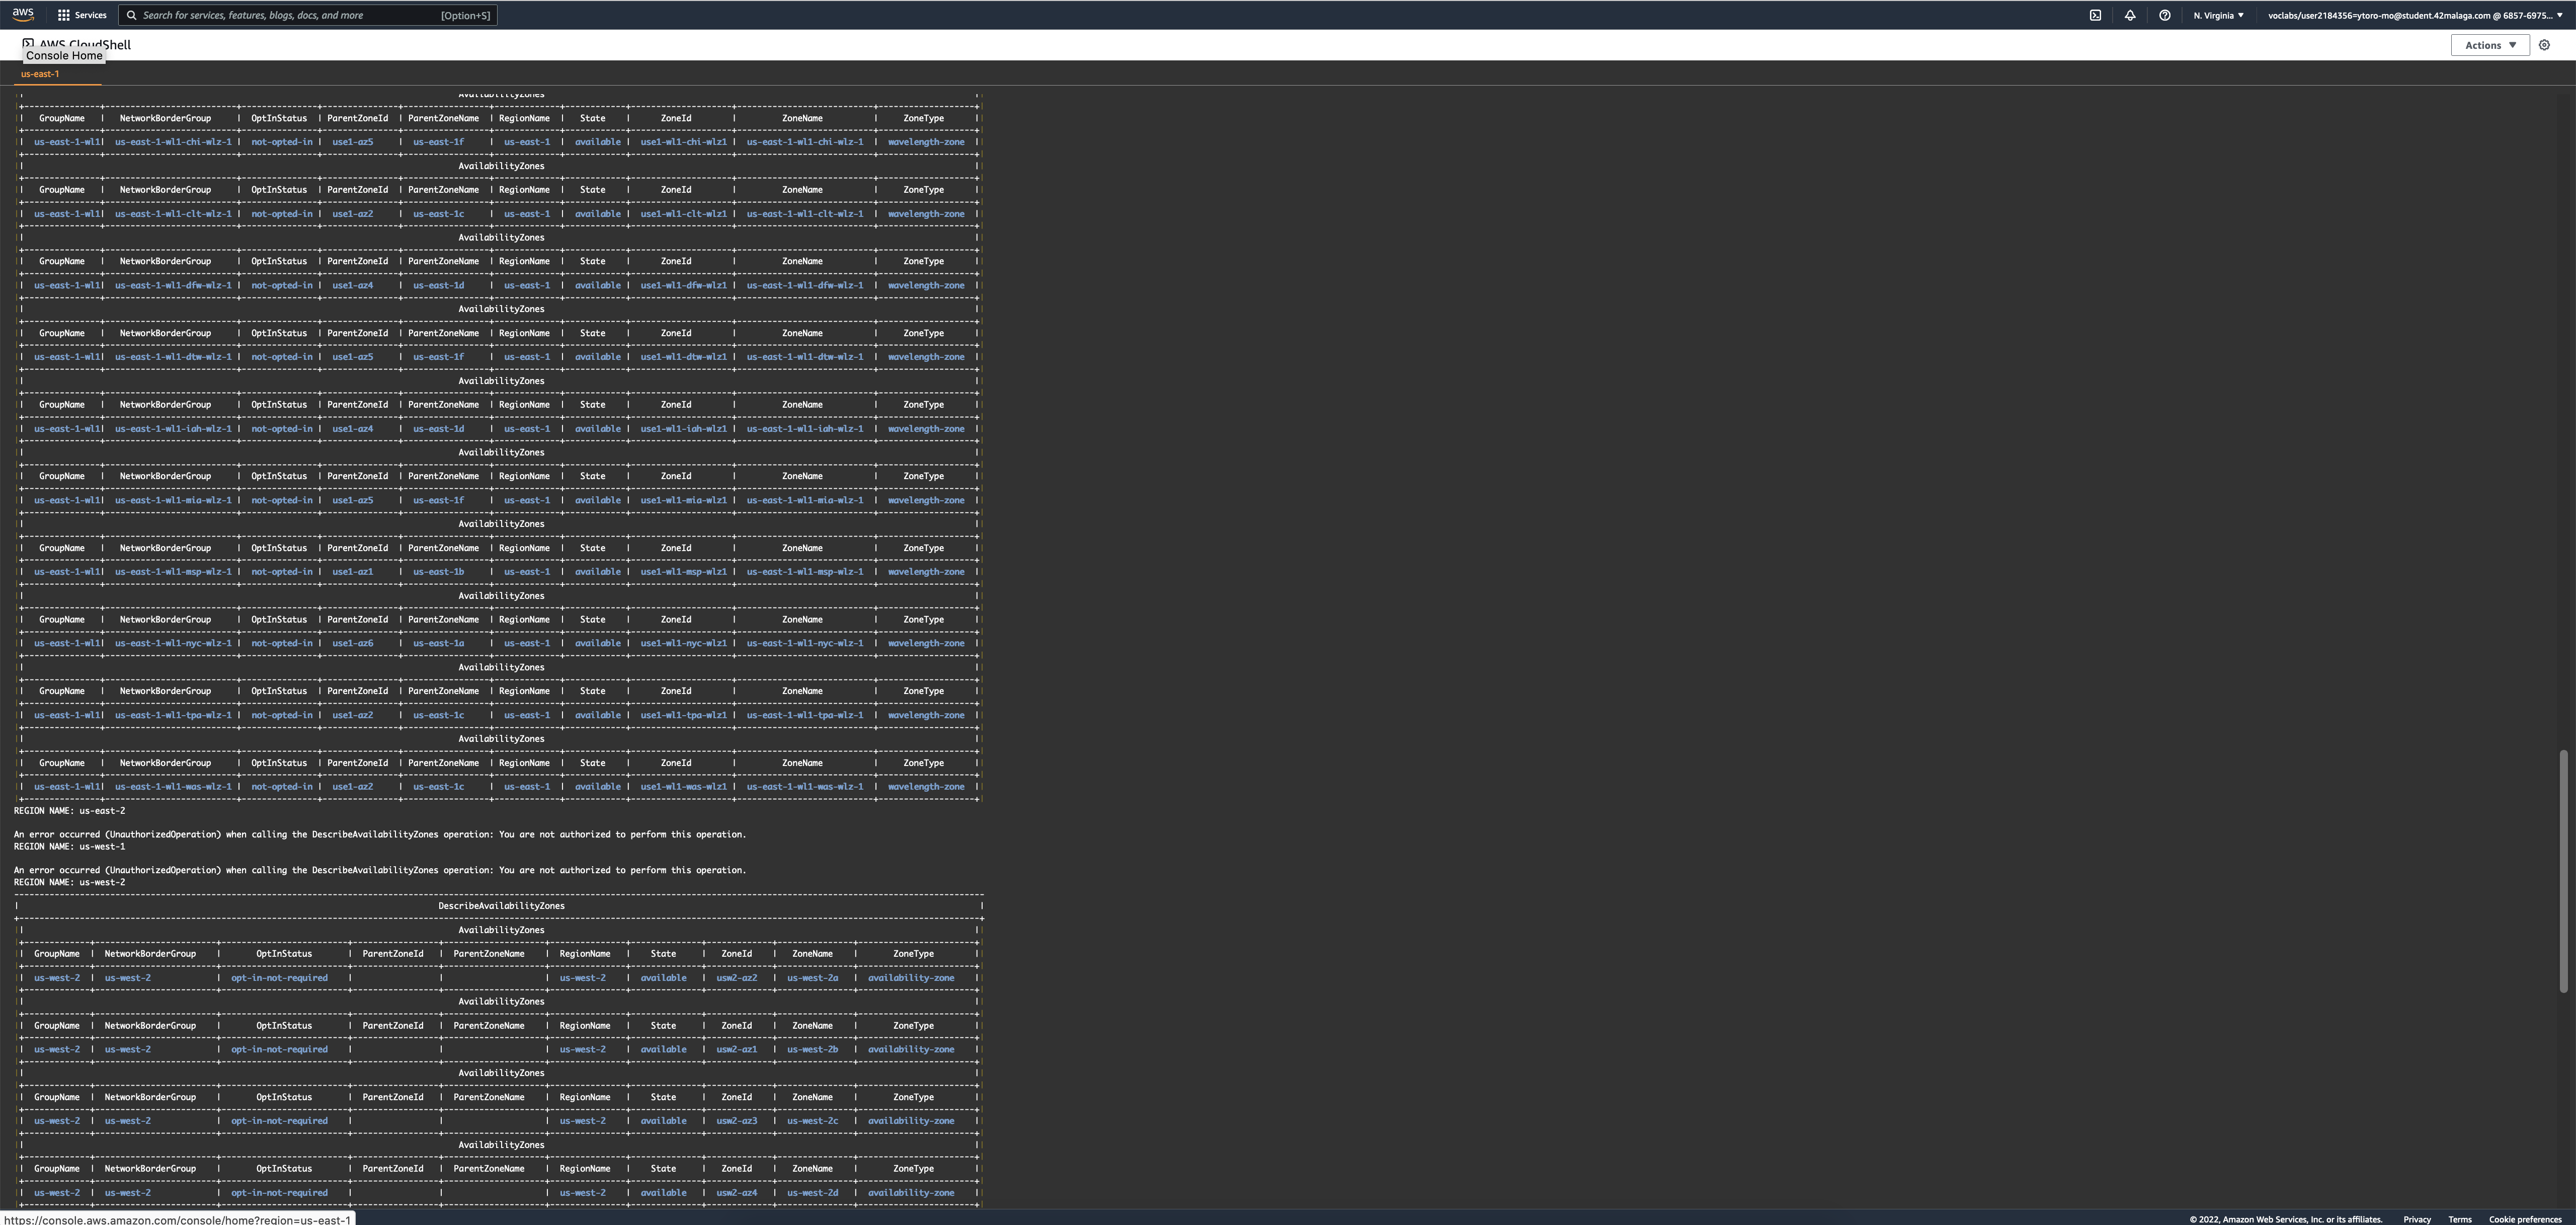 aws Services Search for services, features, blogs, docs, and more [Option+S] N. Virginia ▼ voclabs/user2184356=ytoro-mo@student.42malaga.com @ 6857-6975... ▼
AWS CloudShell Actions ▼
Console Home
us-east-1
AvailabilityZones
GroupName | NetworkBorderGroup | OptInStatus | ParentZoneId | ParentZoneName | RegionName | State | ZoneId | ZoneName | ZoneType
us-east-1-wl1| us-east-1-wl1-chi-wlz-1 | not-opted-in | use1-az5 | us-east-1f | us-east-1 | available | use1-wl1-chi-wlz1 | us-east-1-wl1-chi-wlz-1 | wavelength-zone
AvailabilityZones
GroupName | NetworkBorderGroup | OptInStatus | ParentZoneId | ParentZoneName | RegionName | State | ZoneId | ZoneName | ZoneType
us-east-1-wl1| us-east-1-wl1-clt-wlz-1 | not-opted-in | use1-az2 | us-east-1c | us-east-1 | available | use1-wl1-clt-wlz1 | us-east-1-wl1-clt-wlz-1 | wavelength-zone
AvailabilityZones
GroupName | NetworkBorderGroup | OptInStatus | ParentZoneId | ParentZoneName | RegionName | State | ZoneId | ZoneName | ZoneType
us-east-1-wl1| us-east-1-wl1-dfw-wlz-1 | not-opted-in | use1-az4 | us-east-1d | us-east-1 | available | use1-wl1-dfw-wlz1 | us-east-1-wl1-dfw-wlz-1 | wavelength-zone
AvailabilityZones
GroupName | NetworkBorderGroup | OptInStatus | ParentZoneId | ParentZoneName | RegionName | State | ZoneId | ZoneName | ZoneType
us-east-1-wl1| us-east-1-wl1-dtw-wlz-1 | not-opted-in | use1-az5 | us-east-1f | us-east-1 | available | use1-wl1-dtw-wlz1 | us-east-1-wl1-dtw-wlz-1 | wavelength-zone
AvailabilityZones
GroupName | NetworkBorderGroup | OptInStatus | ParentZoneId | ParentZoneName | RegionName | State | ZoneId | ZoneName | ZoneType
us-east-1-wl1| us-east-1-wl1-iah-wlz-1 | not-opted-in | use1-az4 | us-east-1d | us-east-1 | available | use1-wl1-iah-wlz1 | us-east-1-wl1-iah-wlz-1 | wavelength-zone
AvailabilityZones
GroupName | NetworkBorderGroup | OptInStatus | ParentZoneId | ParentZoneName | RegionName | State | ZoneId | ZoneName | ZoneType
us-east-1-wl1| us-east-1-wl1-mia-wlz-1 | not-opted-in | use1-az5 | us-east-1f | us-east-1 | available | use1-wl1-mia-wlz1 | us-east-1-wl1-mia-wlz-1 | wavelength-zone
AvailabilityZones
GroupName | NetworkBorderGroup | OptInStatus | ParentZoneId | ParentZoneName | RegionName | State | ZoneId | ZoneName | ZoneType
us-east-1-wl1| us-east-1-wl1-msp-wlz-1 | not-opted-in | use1-az1 | us-east-1b | us-east-1 | available | use1-wl1-msp-wlz1 | us-east-1-wl1-msp-wlz-1 | wavelength-zone
AvailabilityZones
GroupName | NetworkBorderGroup | OptInStatus | ParentZoneId | ParentZoneName | RegionName | State | ZoneId | ZoneName | ZoneType
us-east-1-wl1| us-east-1-wl1-nyc-wlz-1 | not-opted-in | use1-az6 | us-east-1a | us-east-1 | available | use1-wl1-nyc-wlz1 | us-east-1-wl1-nyc-wlz-1 | wavelength-zone
AvailabilityZones
GroupName | NetworkBorderGroup | OptInStatus | ParentZoneId | ParentZoneName | RegionName | State | ZoneId | ZoneName | ZoneType
us-east-1-wl1| us-east-1-wl1-tpa-wlz-1 | not-opted-in | use1-az2 | us-east-1c | us-east-1 | available | use1-wl1-tpa-wlz1 | us-east-1-wl1-tpa-wlz-1 | wavelength-zone
AvailabilityZones
GroupName | NetworkBorderGroup | OptInStatus | ParentZoneId | ParentZoneName | RegionName | State | ZoneId | ZoneName | ZoneType
us-east-1-wl1| us-east-1-wl1-was-wlz-1 | not-opted-in | use1-az2 | us-east-1c | us-east-1 | available | use1-wl1-was-wlz1 | us-east-1-wl1-was-wlz-1 | wavelength-zone
REGION NAME: us-east-2
An error occurred (UnauthorizedOperation) when calling the DescribeAvailabilityZones operation: You are not authorized to perform this operation.
REGION NAME: us-west-1
An error occurred (UnauthorizedOperation) when calling the DescribeAvailabilityZones operation: You are not authorized to perform this operation.
REGION NAME: us-west-2
DescribeAvailabilityZones
AvailabilityZones
GroupName | NetworkBorderGroup | OptInStatus | ParentZoneId | ParentZoneName | RegionName | State | ZoneId | ZoneName | ZoneType
us-west-2 | us-west-2 | opt-in-not-required | | | us-west-2 | available | usw2-az2 | us-west-2a | availability-zone
AvailabilityZones
GroupName | NetworkBorderGroup | OptInStatus | ParentZoneId | ParentZoneName | RegionName | State | ZoneId | ZoneName | ZoneType
us-west-2 | us-west-2 | opt-in-not-required | | | us-west-2 | available | usw2-az1 | us-west-2b | availability-zone
AvailabilityZones
GroupName | NetworkBorderGroup | OptInStatus | ParentZoneId | ParentZoneName | RegionName | State | ZoneId | ZoneName | ZoneType
us-west-2 | us-west-2 | opt-in-not-required | | | us-west-2 | available | usw2-az3 | us-west-2c | availability-zone
AvailabilityZones
GroupName | NetworkBorderGroup | OptInStatus | ParentZoneId | ParentZoneName | RegionName | State | ZoneId | ZoneName | ZoneType
us-west-2 | us-west-2 | opt-in-not-required | | | us-west-2 | available | usw2-az4 | us-west-2d | availability-zone
https://console.aws.amazon.com/console/home?region=us-east-1 © 2022, Amazon Web Services, Inc. or its affiliates. Privacy Terms Cookie preferences